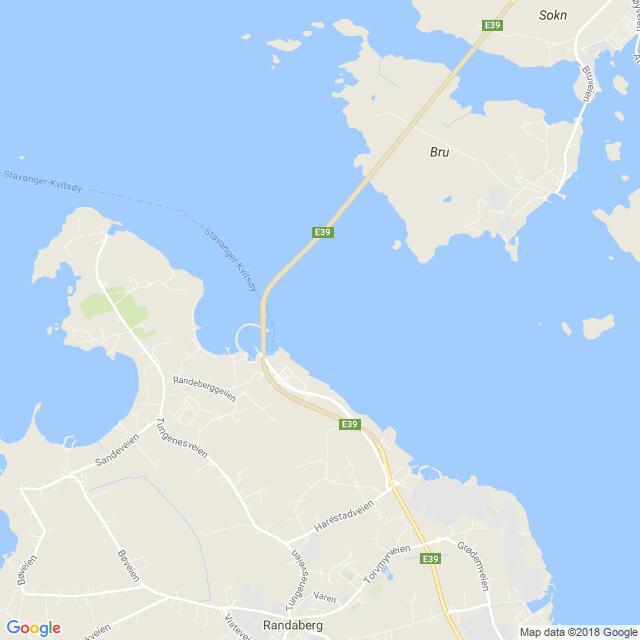 Sokn
E39
Bruveien
Bru
Stavanger-Kvitsøy
E39
Stavanger-Kvitsøy
Randeberggeilen
E39
Tungenesveien
Sandeveien
Harestadveien
Bøveien
Bøveien
Tungenesveien
Torvmyrveien
E39
Grødemveien
Varen
Randaberg
Google
Map data ©2018 Google